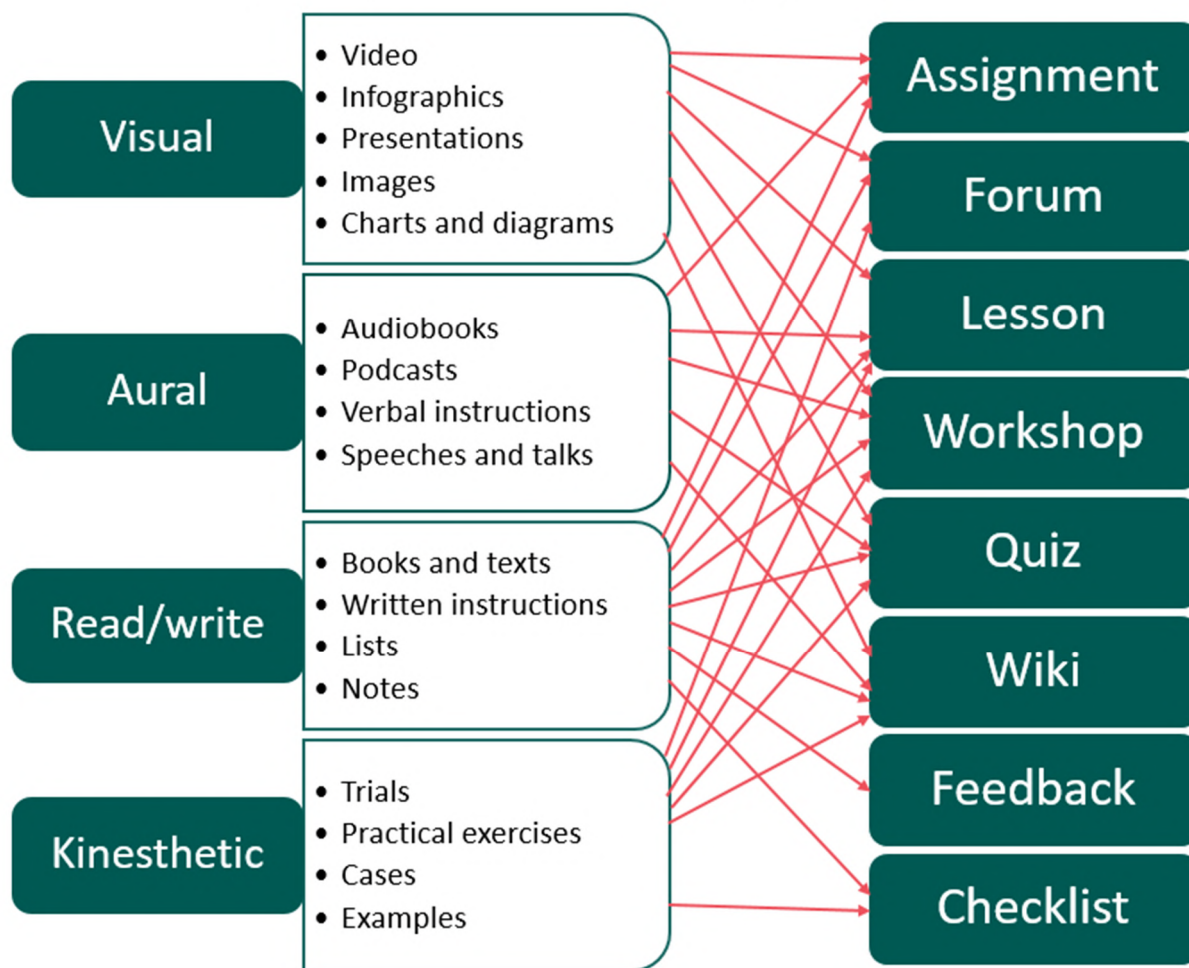 Visual
• Video
• Infographics
• Presentations
• Images
• Charts and diagrams
Aural
• Audiobooks
• Podcasts
• Verbal instructions
• Speeches and talks
Read/write
• Books and texts
• Written instructions
• Lists
• Notes
Kinesthetic
• Trials
• Practical exercises
• Cases
• Examples
Assignment
Forum
Lesson
Workshop
Quiz
Wiki
Feedback
Checklist